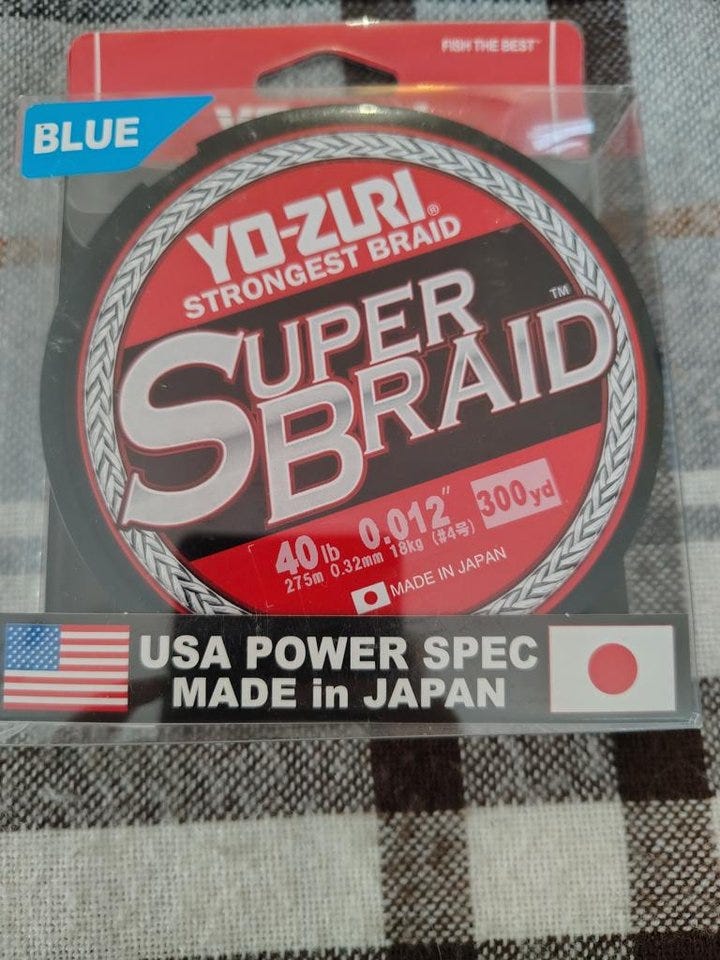 FISH THE BEST™
BLUE
YO-ZURI®
STRONGEST BRAID
SUPER
BRAID™
40lb 0.012" 300yd
275m 0.32mm 18kg (#4号)
MADE IN JAPAN
USA POWER SPEC
MADE in JAPAN